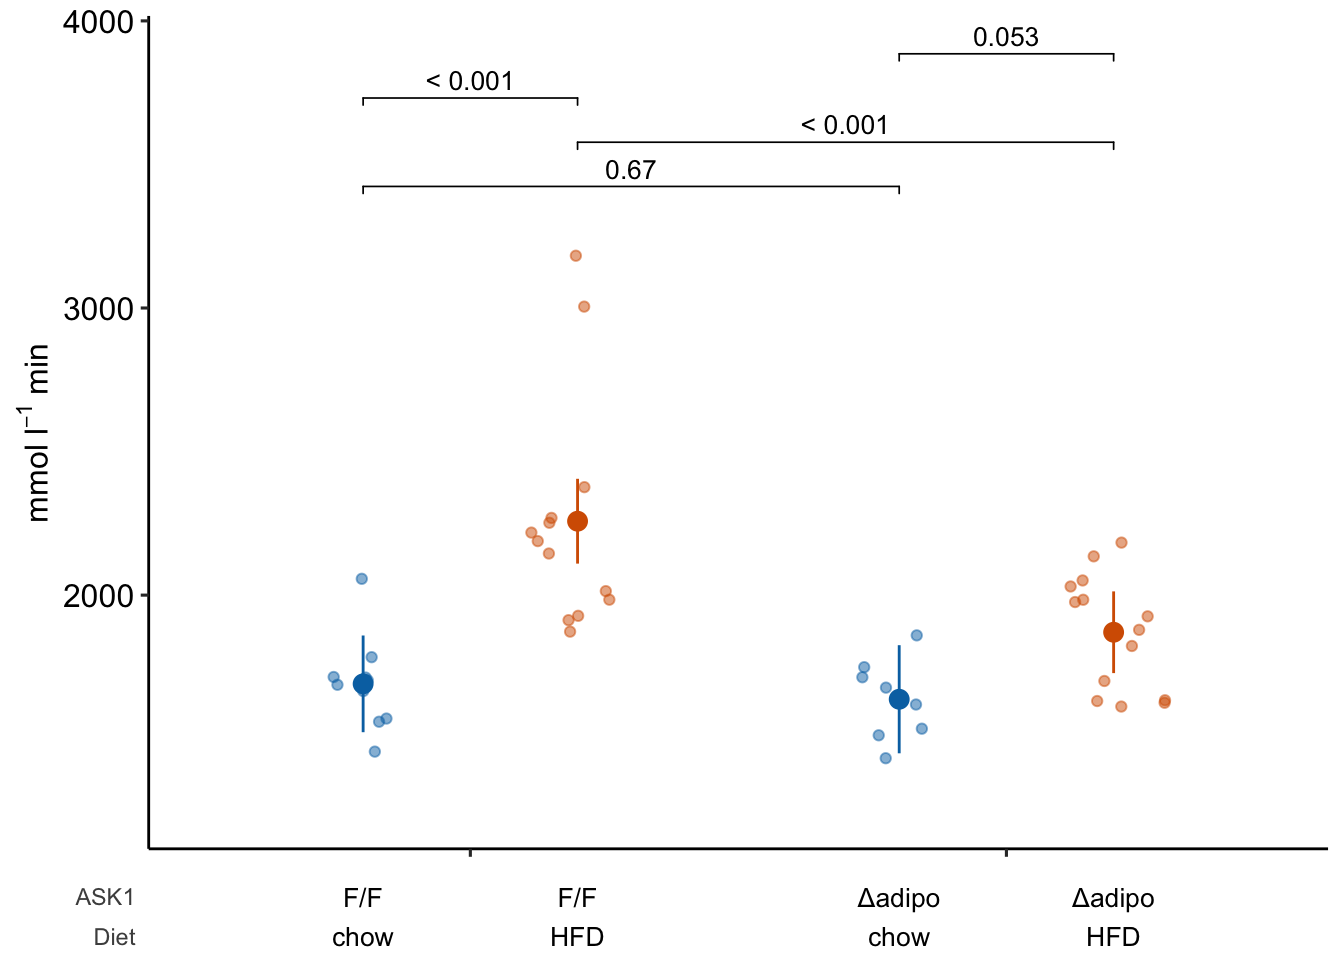 4000
0.053
< 0.001
< 0.001
0.67
3000
mmol l⁻¹ min
2000
ASK1 F/F F/F Δadipo Δadipo
Diet chow HFD chow HFD